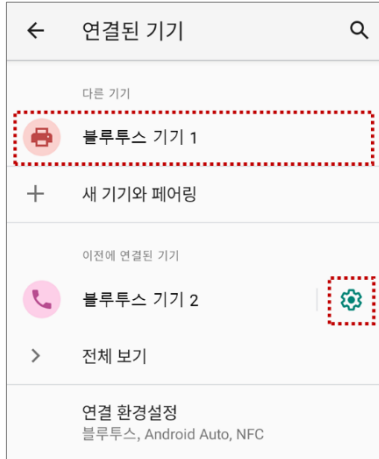 연결된 기기
다른 기기
블루투스 기기 1
새 기기와 페어링
이전에 연결된 기기
블루투스 기기 2
전체 보기
연결 환경설정
블루투스, Android Auto, NFC